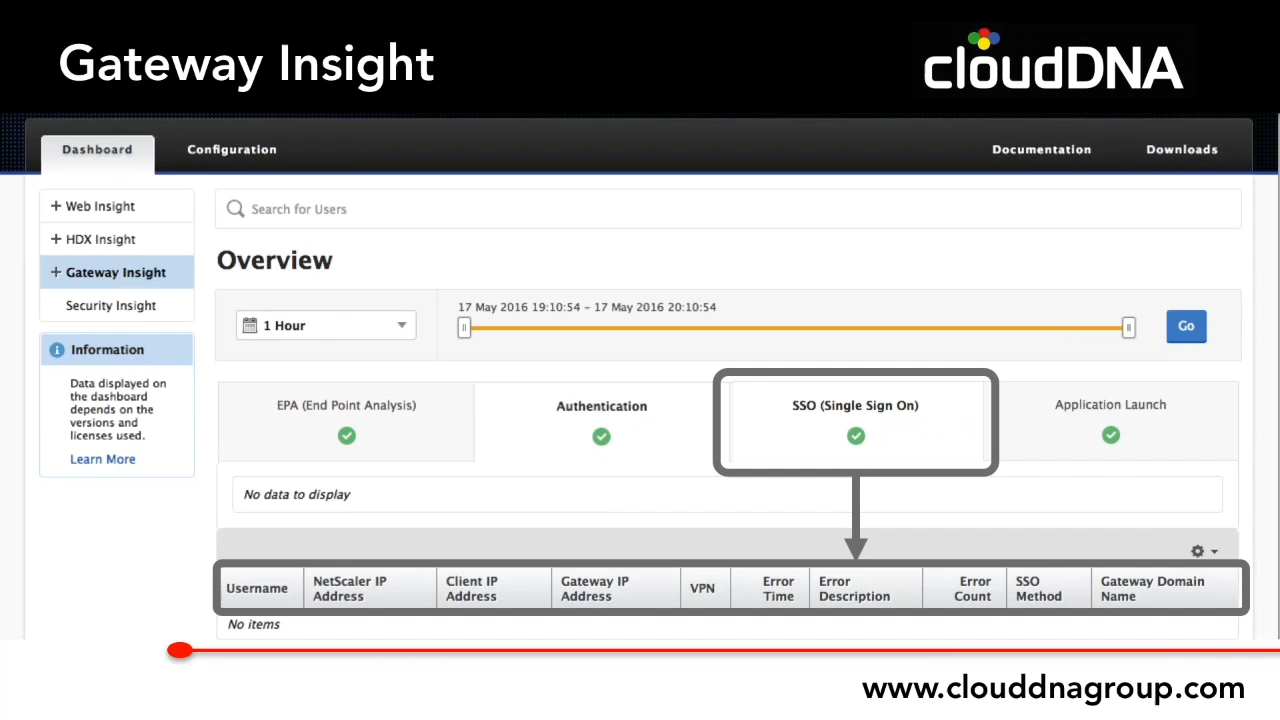 Gateway Insight
cloudDNA
Dashboard
Configuration
Documentation
Downloads
+ Web Insight
+ HDX Insight
+ Gateway Insight
Security Insight
i Information
Data displayed on
the dashboard
depends on the
versions and
licenses used.
Learn More
Search for Users
Overview
1 Hour
17 May 2016 19:10:54 - 17 May 2016 20:10:54
Go
EPA (End Point Analysis)
Authentication
SSO (Single Sign On)
Application Launch
No data to display
Username
NetScaler IP
Address
Client IP
Address
Gateway IP
Address
VPN
Error
Time
Error
Description
Error
Count
SSO
Method
Gateway Domain
Name
No items
www.clouddnagroup.com